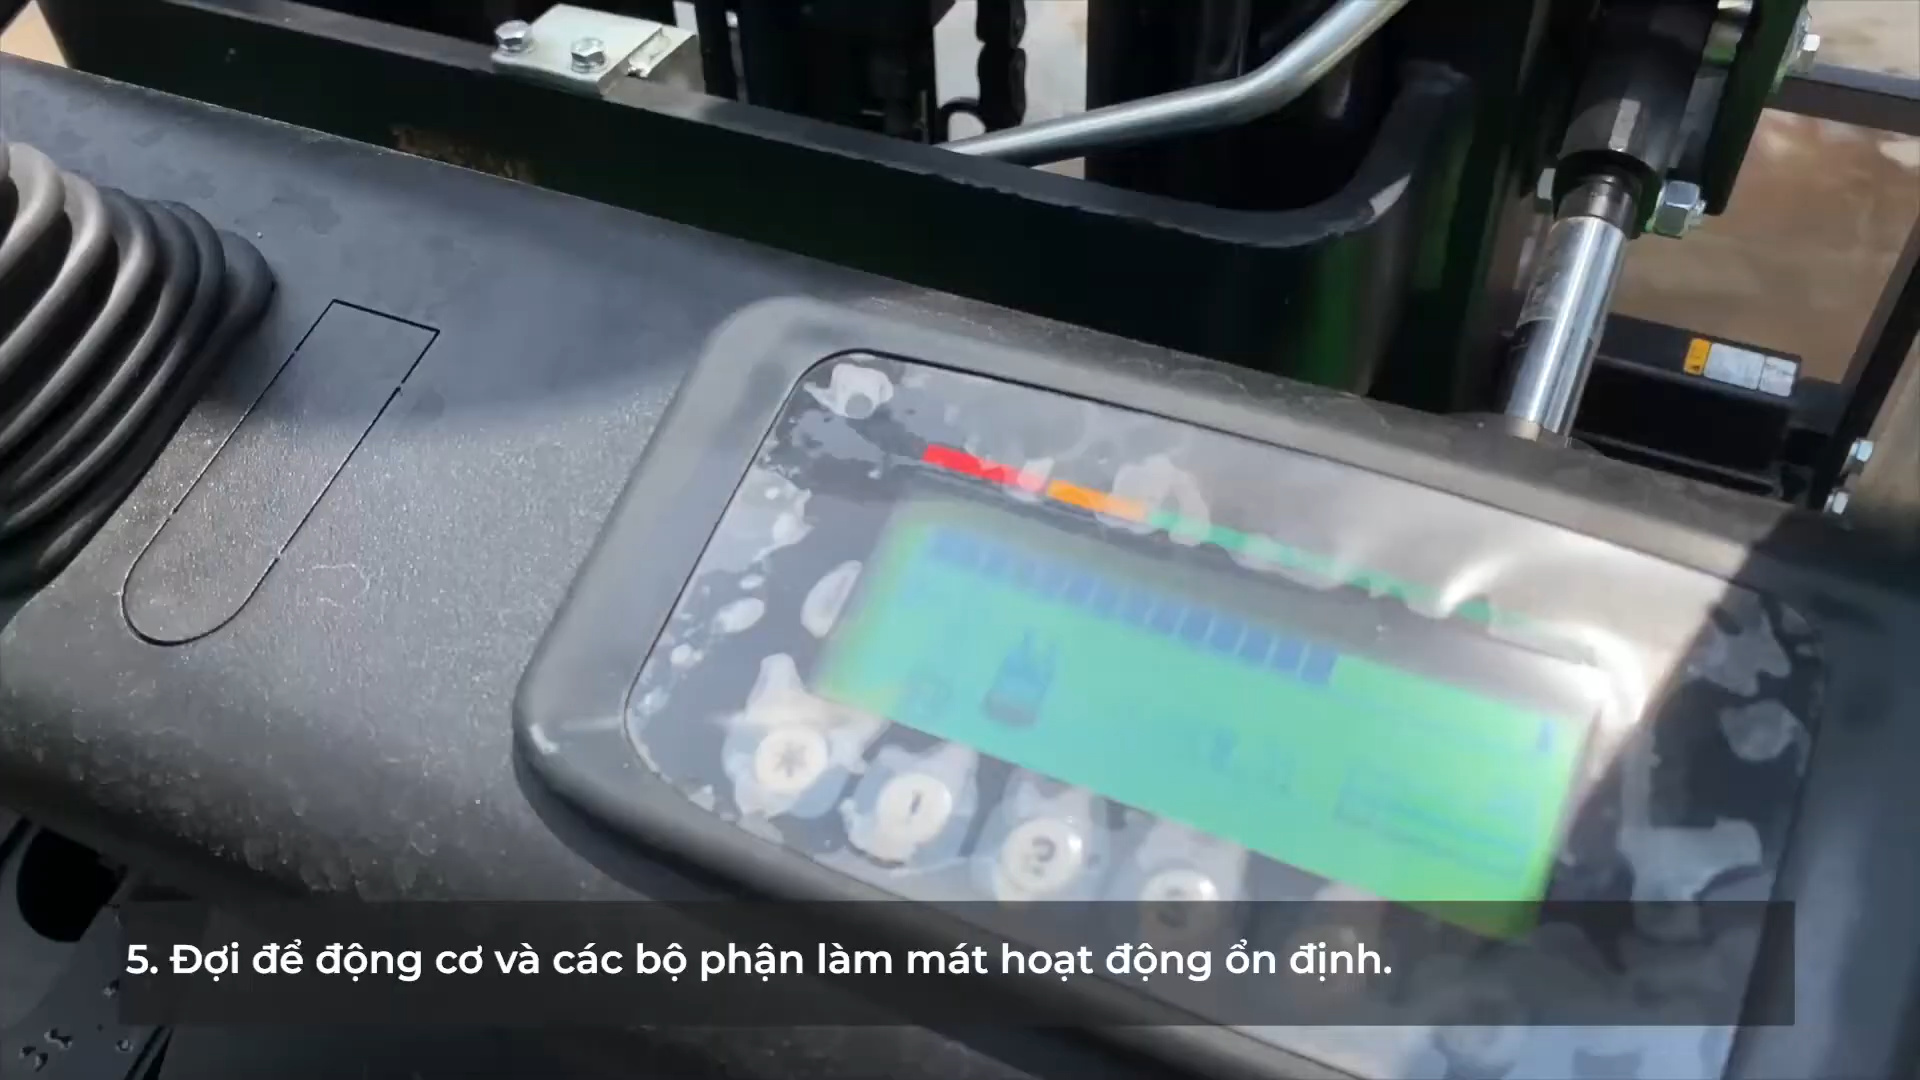 5. Đợi để động cơ và các bộ phận làm mát hoạt động ổn định.